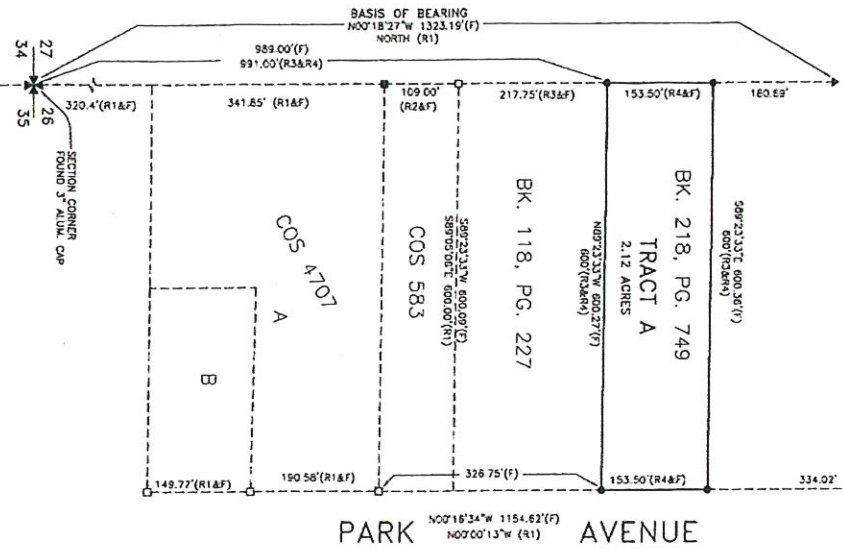 BASIS OF BEARING
N00°18'27"W 1323.19'(F)
NORTH (R1)
989.00'(F)
991.00'(R3&R4)
27
34
26
35
320.4'(R1&F)
341.85' (R1&F)
109.00'
(R2&F)
217.75'(R3&F)
153.50'(R4&F)
160.69'
SECTION CORNER
FOUND 3" ALUM. CAP
COS 4707
A
B
COS 583
S89°23'33"W 600.09'(F)
S89°05'06"E 600.00'(R1)
BK. 118, PG. 227
N89°23'33"W 600.27'(F)
600'(R3&R4)
BK. 218, PG. 749
TRACT A
2.12 ACRES
S89°23'33"E 600.36'(F)
600'(R3&R4)
149.77'(R1&F)
190.58'(R1&F)
326.75'(F)
153.50'(R4&F)
334.02'
PARK AVENUE
N00°16'34"W 1154.62'(F)
N00°00'13"W (R1)